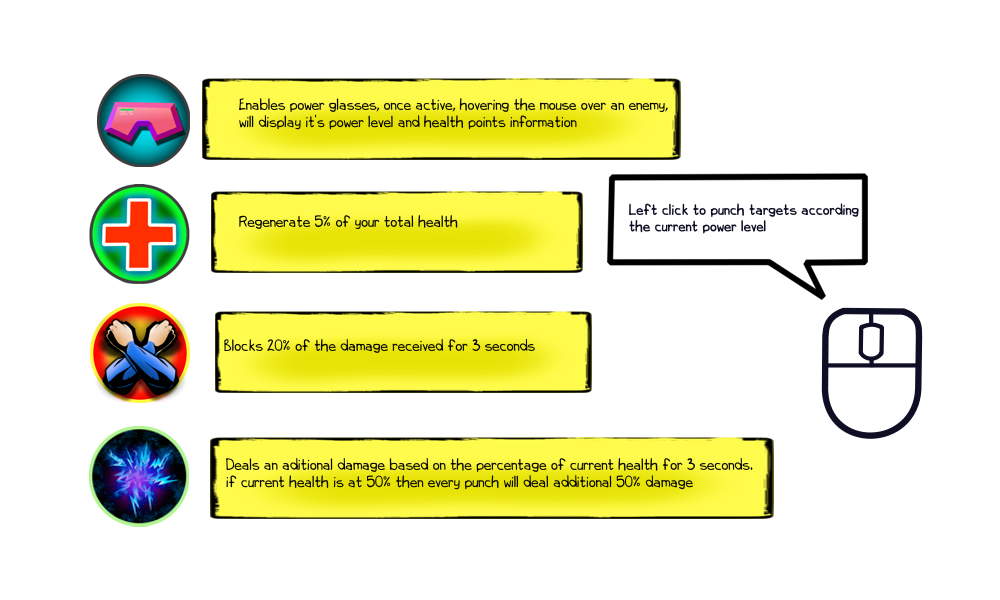 Enables power glasses, once active, hovering the mouse over an enemy,
will display it's power level and health points information
Regenerate 5% of your total health
Left click to punch targets according
the current power level
Blocks 20% of the damage received for 3 seconds
Deals an aditional damage based on the percentage of current health for 3 seconds.
if current health is at 50% then every punch will deal additional 50% damage